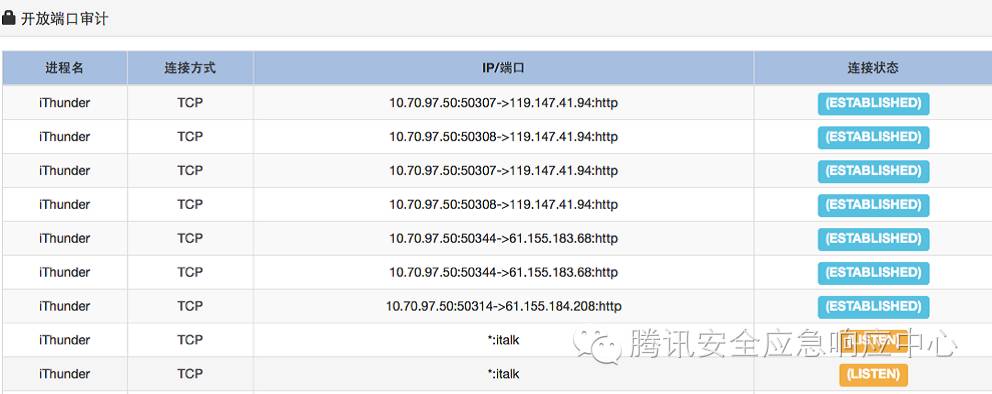 开放端口审计
进程名 连接方式 IP/端口 连接状态
iThunder TCP 10.70.97.50:50307->119.147.41.94:http (ESTABLISHED)
iThunder TCP 10.70.97.50:50308->119.147.41.94:http (ESTABLISHED)
iThunder TCP 10.70.97.50:50307->119.147.41.94:http (ESTABLISHED)
iThunder TCP 10.70.97.50:50308->119.147.41.94:http (ESTABLISHED)
iThunder TCP 10.70.97.50:50344->61.155.183.68:http (ESTABLISHED)
iThunder TCP 10.70.97.50:50344->61.155.183.68:http (ESTABLISHED)
iThunder TCP 10.70.97.50:50314->61.155.184.208:http (ESTABLISHED)
iThunder TCP *:italk (LISTEN)
腾讯安全应急响应中心
iThunder TCP *:italk (LISTEN)